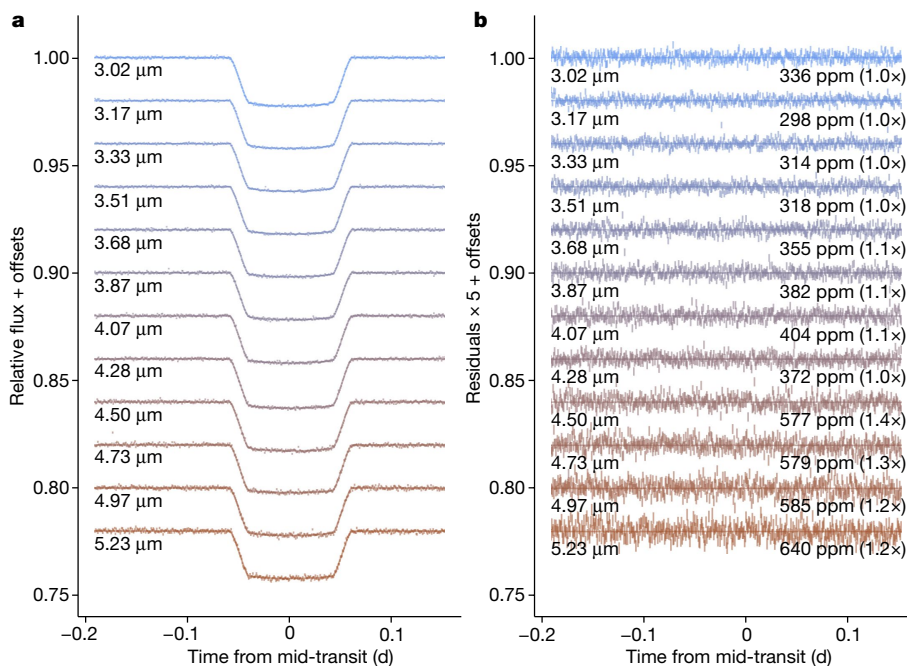 a
Relative flux + offsets
1.00
0.95
0.90
0.85
0.80
0.75
3.02 μm
3.17 μm
3.33 μm
3.51 μm
3.68 μm
3.87 μm
4.07 μm
4.28 μm
4.50 μm
4.73 μm
4.97 μm
5.23 μm
−0.2 −0.1 0 0.1
Time from mid-transit (d)
b
Residuals × 5 + offsets
1.00
0.95
0.90
0.85
0.80
0.75
3.02 μm 336 ppm (1.0×)
3.17 μm 298 ppm (1.0×)
3.33 μm 314 ppm (1.0×)
3.51 μm 318 ppm (1.0×)
3.68 μm 355 ppm (1.1×)
3.87 μm 382 ppm (1.1×)
4.07 μm 404 ppm (1.1×)
4.28 μm 372 ppm (1.0×)
4.50 μm 577 ppm (1.4×)
4.73 μm 579 ppm (1.3×)
4.97 μm 585 ppm (1.2×)
5.23 μm 640 ppm (1.2×)
−0.2 −0.1 0 0.1
Time from mid-transit (d)